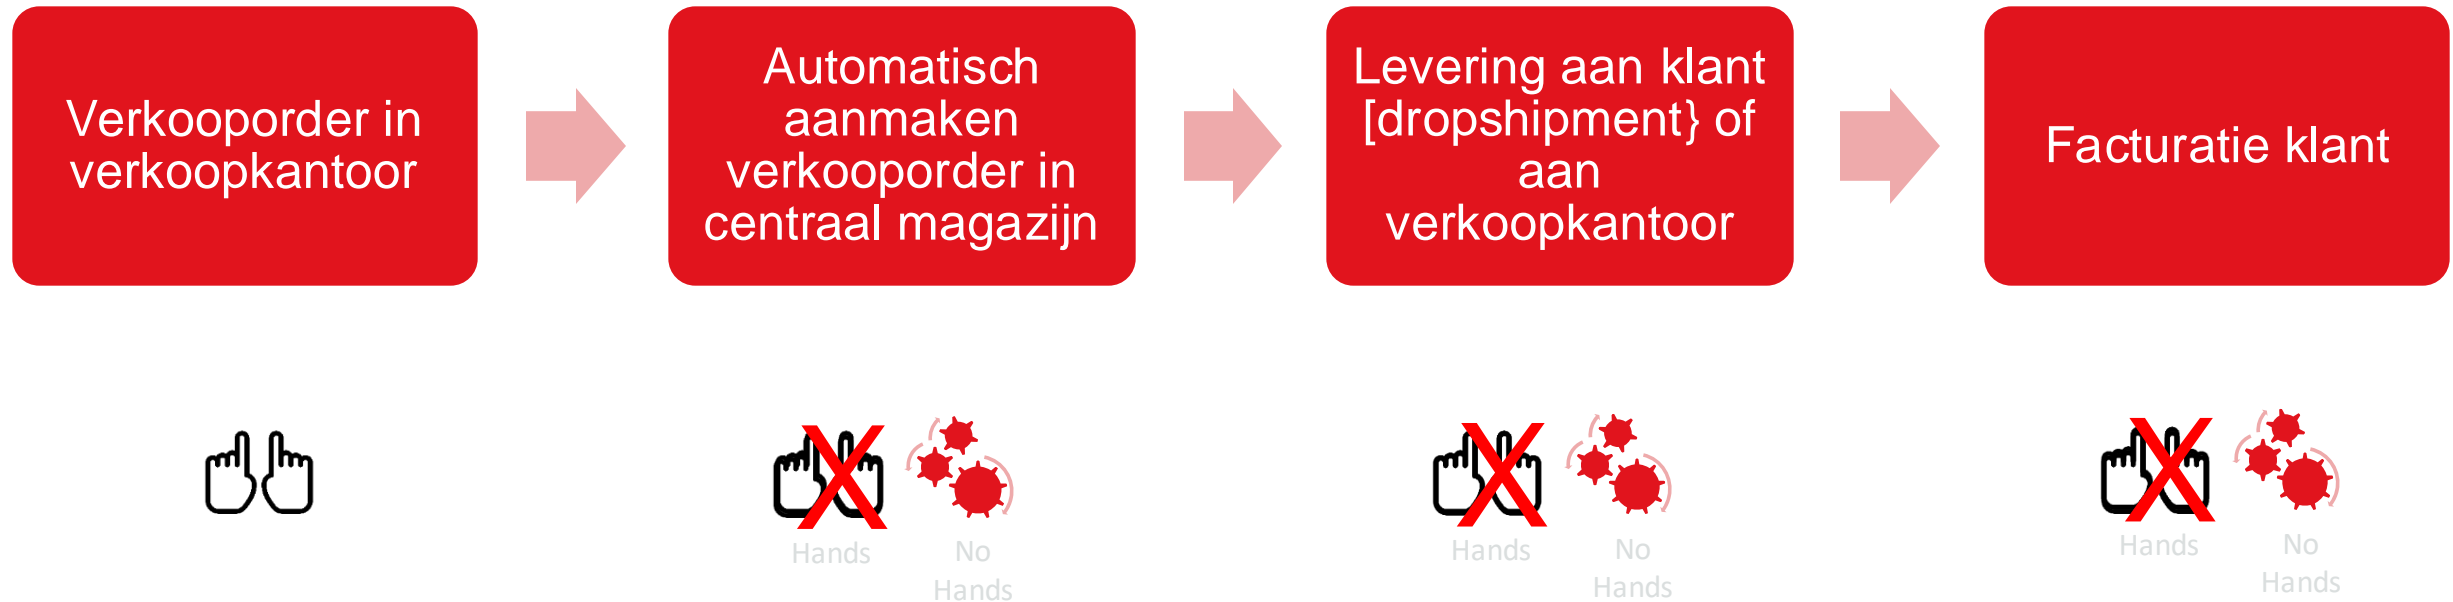 Verkooporder in
verkoopkantoor
Automatisch
aanmaken
verkooporder in
centraal magazijn
Levering aan klant
[dropshipment} of
aan
verkoopkantoor
Facturatie klant
Hands
No
Hands
Hands
No
Hands
Hands
No
Hands